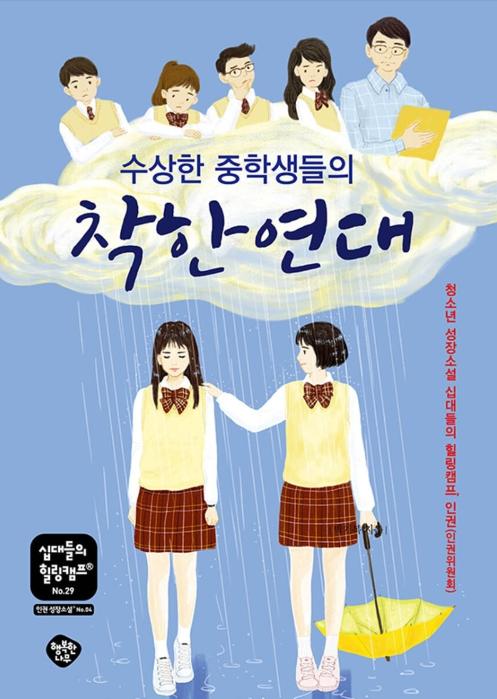 수상한 중학생들의
착한연대
청소년 성장소설 십대들의 힐링캠프, 인권(인권위원회)
십대들의
힐링캠프®
No.29
인권 성장소설* No.04
행복한
나무